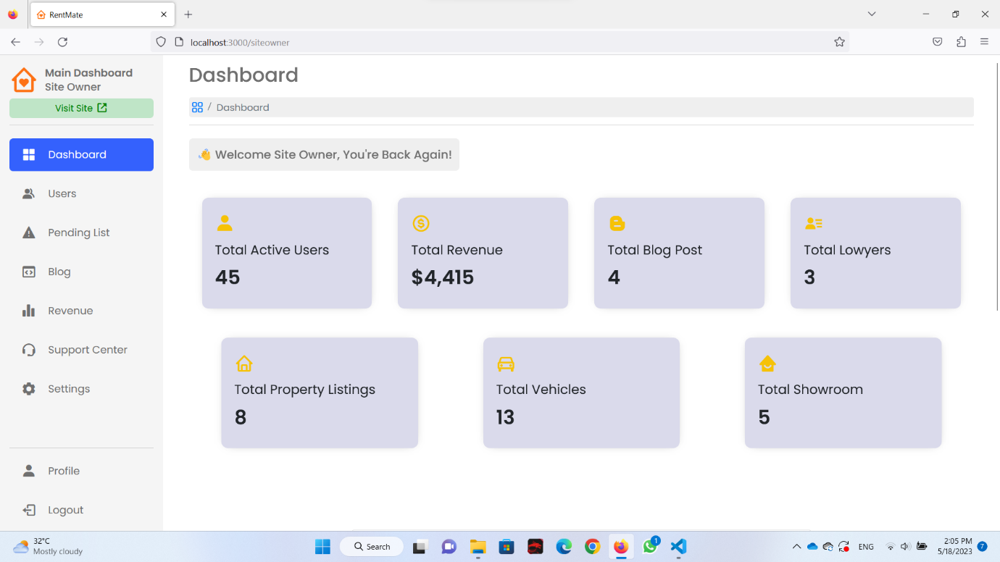 RentMate
localhost:3000/siteowner
Main Dashboard
Site Owner
Visit Site
Dashboard
Users
Pending List
Blog
Revenue
Support Center
Settings
Profile
Logout
Dashboard
/ Dashboard
👋 Welcome Site Owner, You're Back Again!
Total Active Users
45
Total Revenue
$4,415
Total Blog Post
4
Total Lowyers
3
Total Property Listings
8
Total Vehicles
13
Total Showroom
5
32°C
Mostly cloudy
Search
1
ENG
2:05 PM
5/18/2023
7